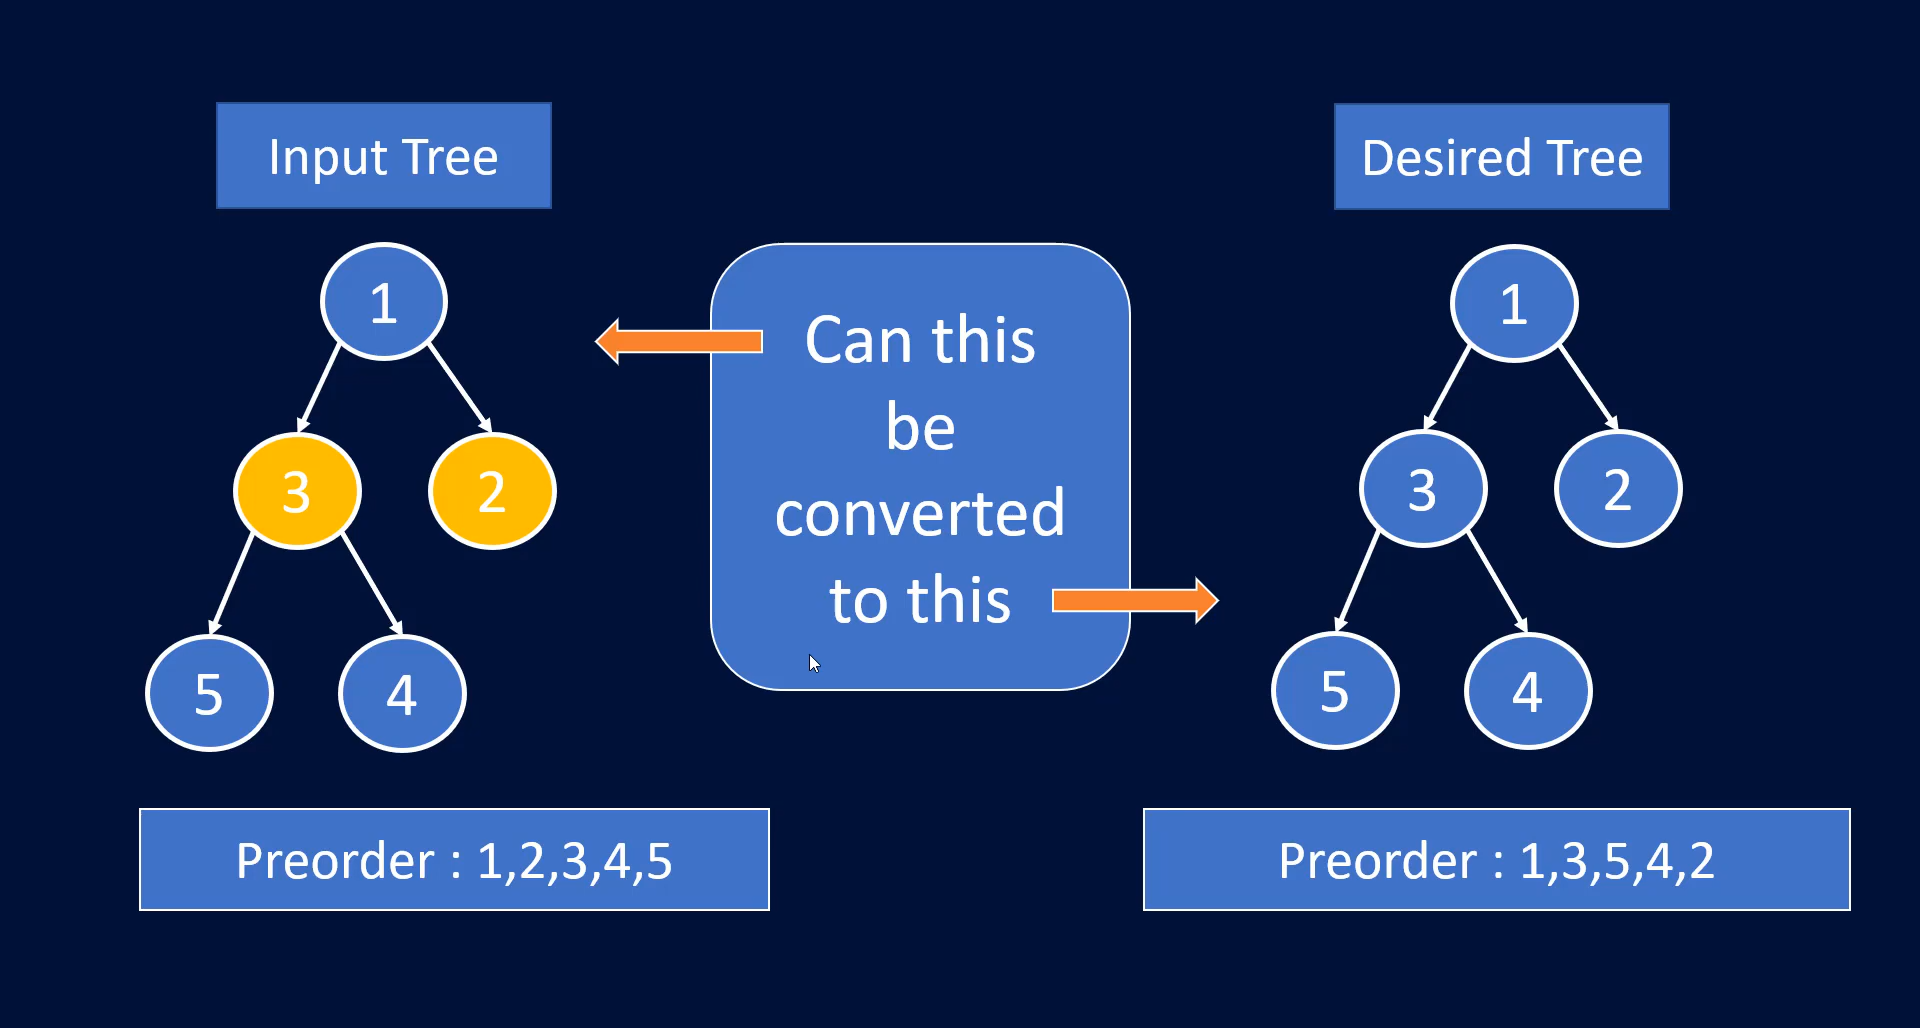 Input Tree
Desired Tree
1
3
2
5
4
Can this
be
converted
to this
1
3
2
5
4
Preorder : 1,2,3,4,5
Preorder : 1,3,5,4,2